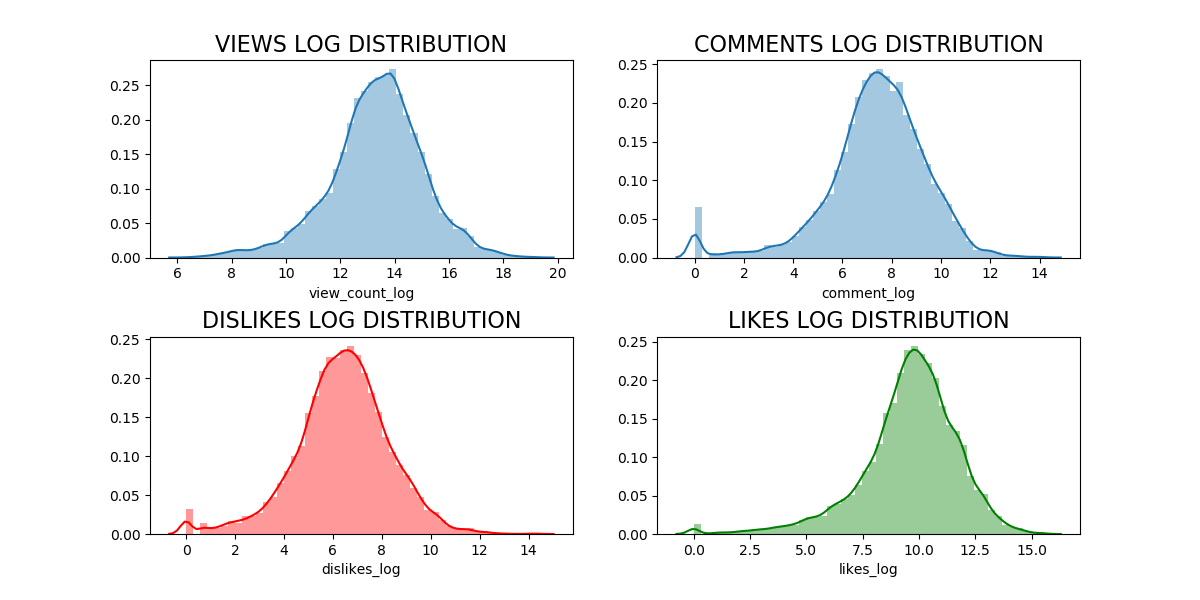 VIEWS LOG DISTRIBUTION
0.25
0.20
0.15
0.10
0.05
0.00
6 8 10 12 14 16 18 20
view_count_log
COMMENTS LOG DISTRIBUTION
0.25
0.20
0.15
0.10
0.05
0.00
0 2 4 6 8 10 12 14
comment_log
DISLIKES LOG DISTRIBUTION
0.25
0.20
0.15
0.10
0.05
0.00
0 2 4 6 8 10 12 14
dislikes_log
LIKES LOG DISTRIBUTION
0.25
0.20
0.15
0.10
0.05
0.00
0.0 2.5 5.0 7.5 10.0 12.5 15.0
likes_log